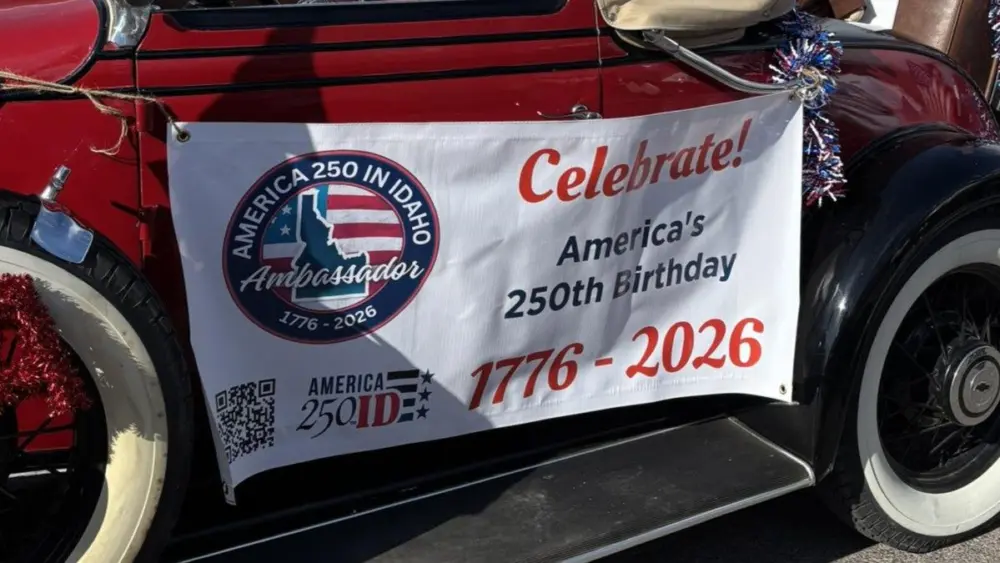 AMERICA 250 IN IDAHO
Ambassador
1776 - 2026
AMERICA
250 ID
Celebrate!
America's
250th Birthday
1776 - 2026